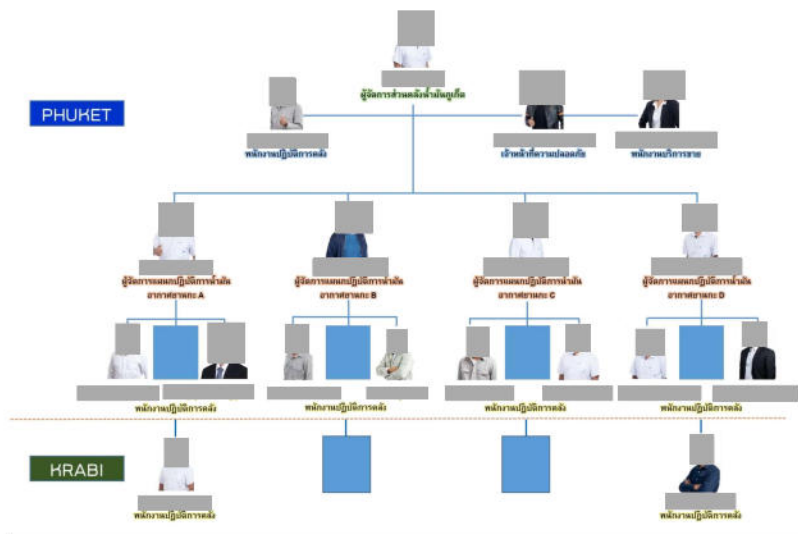 ผู้จัดการส่วนคลังน้ำมันภูเก็ต
PHUKET
พนักงานปฏิบัติการคลัง
เจ้าหน้าที่ความปลอดภัย
พนักงานบริการขาย
ผู้จัดการแผนกปฏิบัติการน้ำมัน
อากาศยานกะ A
ผู้จัดการแผนกปฏิบัติการน้ำมัน
อากาศยานกะ B
ผู้จัดการแผนกปฏิบัติการน้ำมัน
อากาศยานกะ C
ผู้จัดการแผนกปฏิบัติการน้ำมัน
อากาศยานกะ D
พนักงานปฏิบัติการคลัง
พนักงานปฏิบัติการคลัง
พนักงานปฏิบัติการคลัง
พนักงานปฏิบัติการคลัง
KRABI
พนักงานปฏิบัติการคลัง
พนักงานปฏิบัติการคลัง